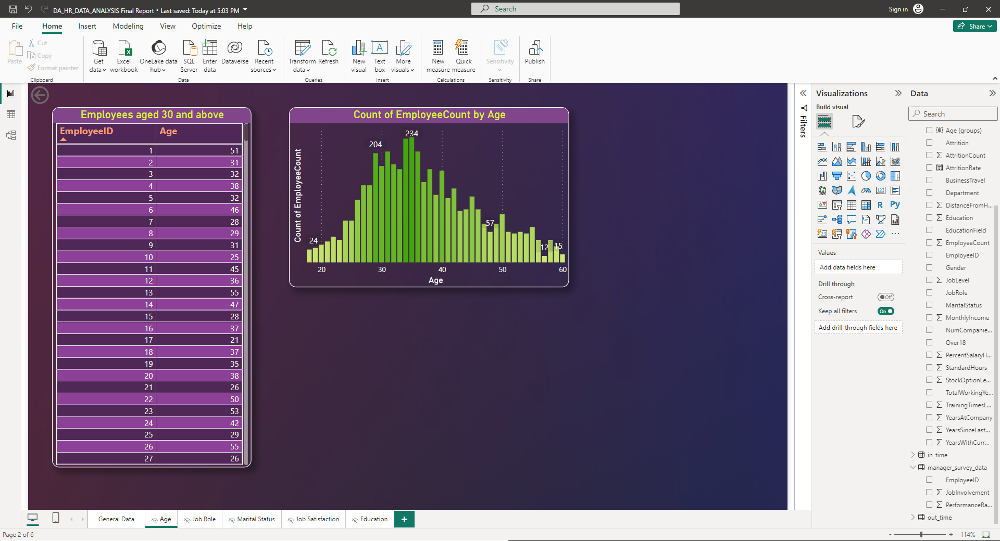 DA_HR_DATA_ANALYSIS Final Report • Last saved: Today at 5:03 PM
Search
Sign in
File Home Insert Modeling View Optimize Help
Share
Paste
Cut
Copy
Format painter
Clipboard
Get data
Excel workbook
OneLake data hub
SQL Server
Enter data
Dataverse
Recent sources
Data
Transform data
Refresh
Queries
New visual
Text box
More visuals
Insert
New measure
Quick measure
Calculations
Sensitivity
Sensitivity
Publish
Share
Employees aged 30 and above
EmployeeID Age
1 51
2 31
3 32
4 38
5 32
6 46
7 28
8 29
9 31
10 25
11 45
12 36
13 55
14 47
15 28
16 37
17 21
18 37
19 35
20 38
21 26
22 50
23 53
24 42
25 29
26 55
27 26
Count of EmployeeCount by Age
Count of EmployeeCount
24
204
234
57
12
15
20 30 40 50 60
Age
Filters
Visualizations
Build visual
123
R
Py
123
Values
Add data fields here
Drill through
Cross-report
Off
Keep all filters
On
Add drill-through fields here
Data
Search
Age (groups)
Attrition
AttritionCount
AttritionRate
BusinessTravel
Department
DistanceFromH...
Education
EducationField
EmployeeCount
EmployeeID
Gender
JobLevel
JobRole
MaritalStatus
MonthlyIncome
NumCompanie...
Over18
PercentSalaryH...
StandardHours
StockOptionLe...
TotalWorkingYe...
TrainingTimesL...
YearsAtCompany
YearsSinceLast...
YearsWithCurr...
in_time
manager_survey_data
EmployeeID
JobInvolvement
PerformanceRa...
out_time
General Data
Age
Job Role
Marital Status
Job Satisfaction
Education
Page 2 of 6
114%